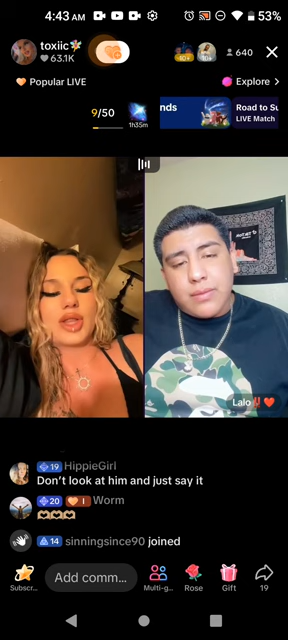 4:43 AM
53%
toxiic
63.1K
640
Popular LIVE
Explore >
9/50
1h35m
nds
Road to Su
LIVE Match
Lalo
19 HippieGirl
Don't look at him and just say it
20 I Worm
14 sinningsince90 joined
Subscr...
Add comm...
Multi-g...
Rose
Gift
19